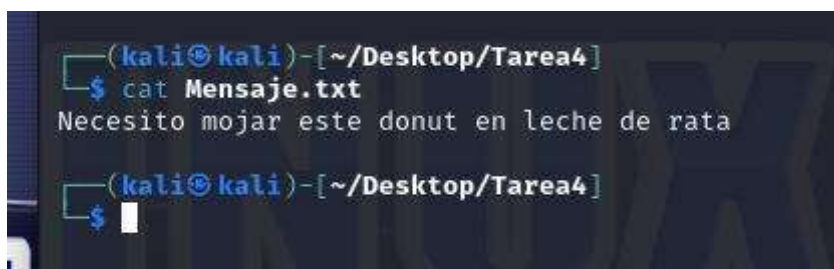 ┌──(kali㉿kali)-[~/Desktop/Tarea4]
└─$ cat Mensaje.txt
Necesito mojar este donut en leche de rata
┌──(kali㉿kali)-[~/Desktop/Tarea4]
└─$